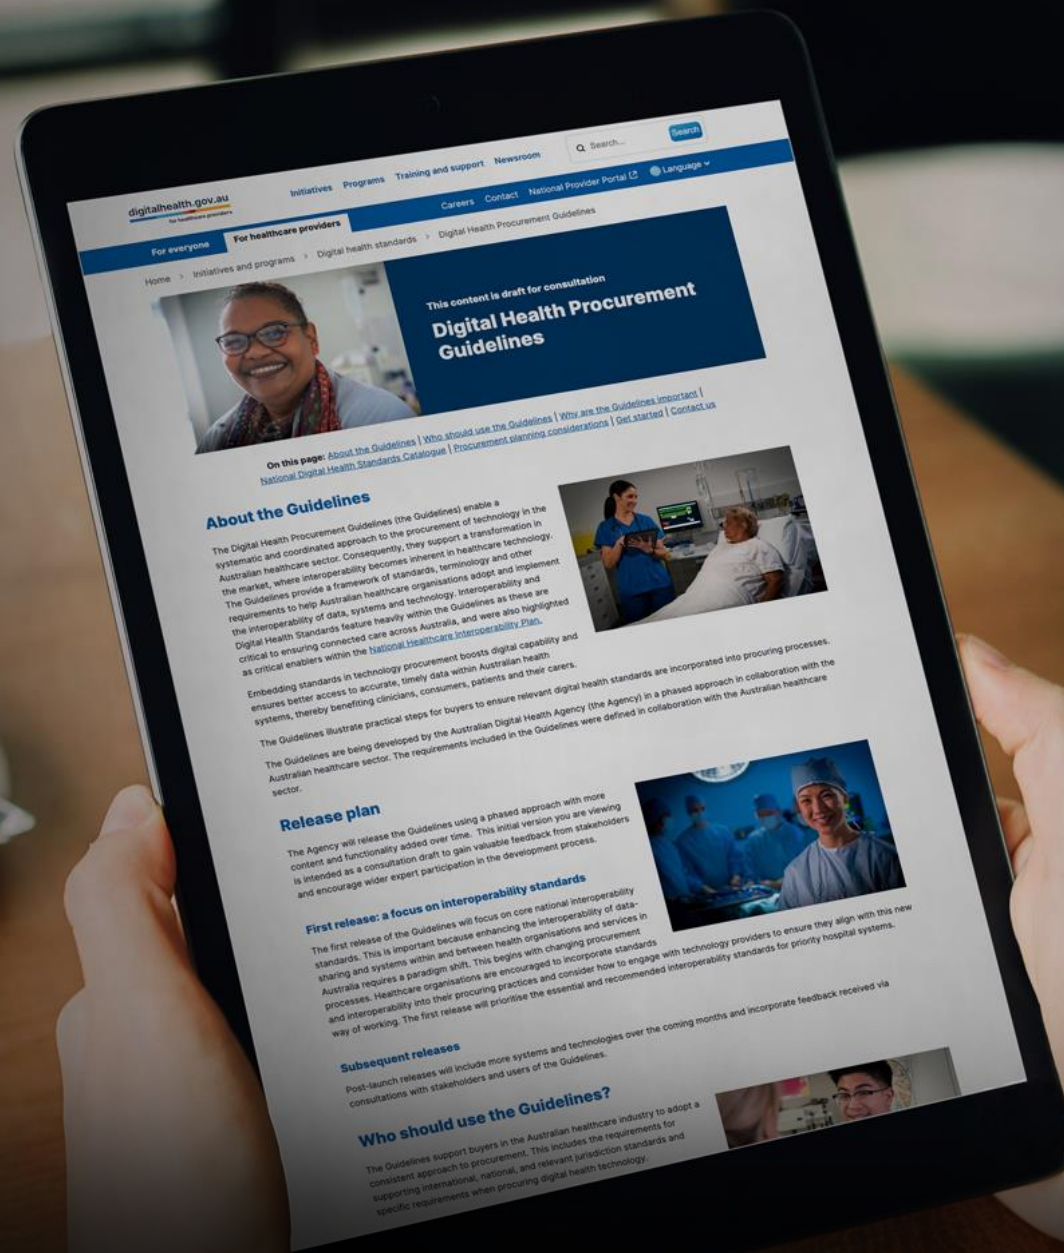 digitalhealth.gov.au
for healthcare providers
Initiatives Programs Training and support Newsroom
Search...
Search
For everyone
For healthcare providers
Careers Contact National Provider Portal
Language
Home > Initiatives and programs > Digital health standards > Digital Health Procurement Guidelines
This content is draft for consultation
Digital Health Procurement
Guidelines
On this page: About the Guidelines | Who should use the Guidelines | Why are the Guidelines important |
National Digital Health Standards Catalogue | Procurement planning considerations | Get started | Contact us
About the Guidelines
The Digital Health Procurement Guidelines (the Guidelines) enable a
systematic and coordinated approach to the procurement of technology in the
Australian healthcare sector. Consequently, they support a transformation in
the market, where interoperability becomes inherent in healthcare technology.
The Guidelines provide a framework of standards, terminology and other
requirements to help Australian healthcare organisations adopt and implement
the interoperability of data, systems and technology. Interoperability and
Digital Health Standards feature heavily within the Guidelines as these are
critical to ensuring connected care across Australia, and were also highlighted
as critical enablers within the National Healthcare Interoperability Plan.
Embedding standards in technology procurement boosts digital capability and
ensures better access to accurate, timely data within Australian health
systems, thereby benefiting clinicians, consumers, patients and their carers.
The Guidelines illustrate practical steps for buyers to ensure relevant digital health standards are incorporated into procuring processes.
The Guidelines are being developed by the Australian Digital Health Agency (the Agency) in a phased approach in collaboration with the
Australian healthcare sector. The requirements included in the Guidelines were defined in collaboration with the Australian healthcare
sector.
Release plan
The Agency will release the Guidelines using a phased approach with more
content and functionality added over time. This initial version you are viewing
is intended as a consultation draft to gain valuable feedback from stakeholders
and encourage wider expert participation in the development process.
First release: a focus on interoperability standards
The first release of the Guidelines will focus on core national interoperability
standards. This is important because enhancing the interoperability of data-
sharing and systems within and between health organisations and services in
Australia requires a paradigm shift. This begins with changing procurement
processes. Healthcare organisations are encouraged to incorporate standards
and interoperability into their procuring practices and consider how to engage with technology providers to ensure they align with this new
way of working. The first release will prioritise the essential and recommended interoperability standards for priority hospital systems.
Subsequent releases
Post-launch releases will include more systems and technologies over the coming months and incorporate feedback received via
consultations with stakeholders and users of the Guidelines.
Who should use the Guidelines?
The Guidelines support buyers in the Australian healthcare industry to adopt a
consistent approach to procurement. This includes the requirements for
supporting international, national, and relevant jurisdiction standards and
specific requirements when procuring digital health technology.